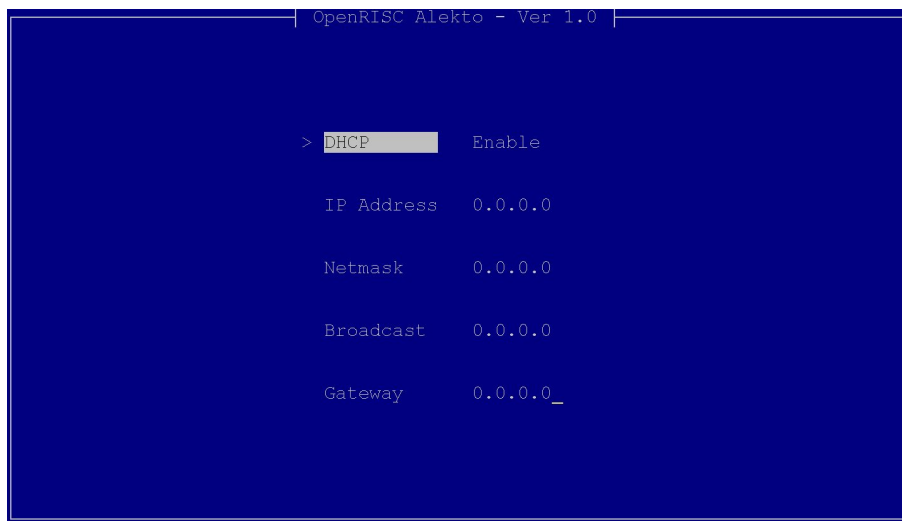 OpenRISC Alekto - Ver 1.0
> DHCP Enable
IP Address 0.0.0.0
Netmask 0.0.0.0
Broadcast 0.0.0.0
Gateway 0.0.0.0_